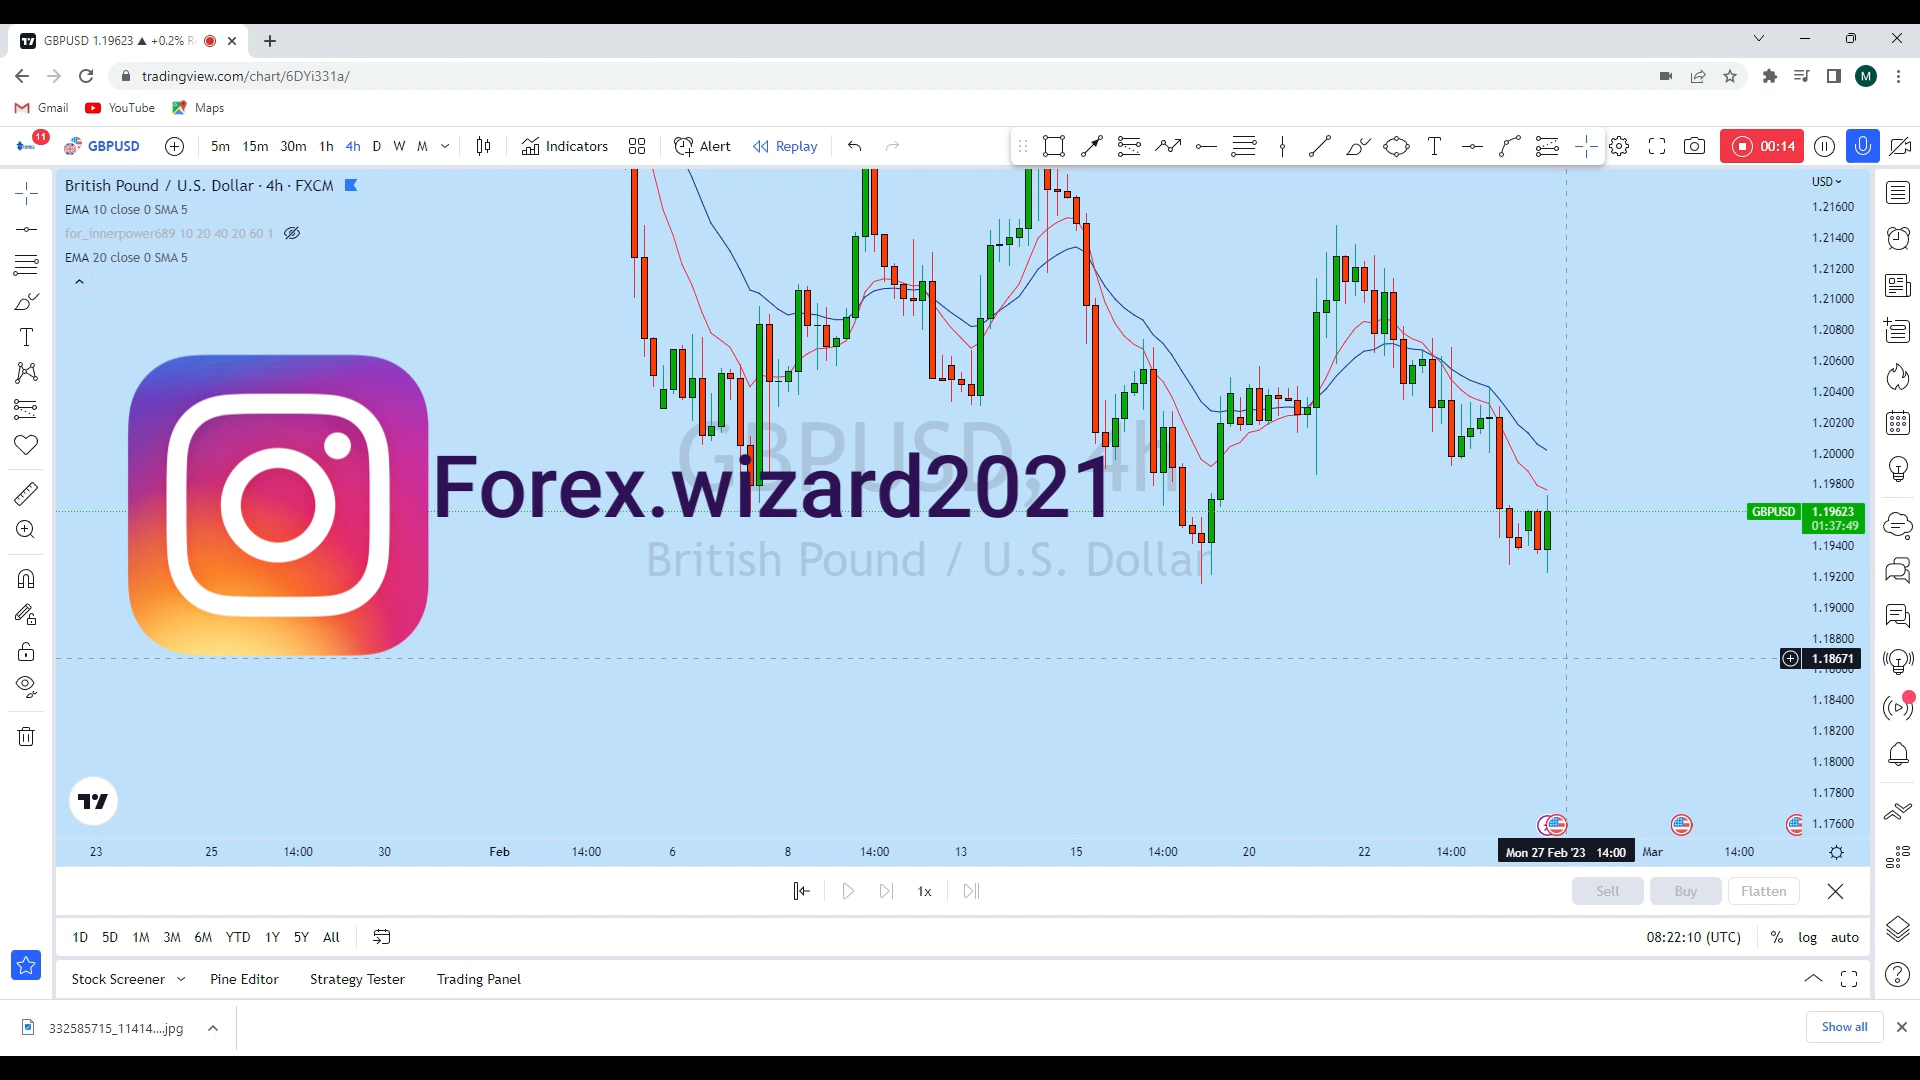 GBPUSD 1.19623 ▲ +0.2% R
tradingview.com/chart/6DYi331a/
M
Gmail YouTube Maps
11
GBPUSD 5m 15m 30m 1h 4h D W M Indicators Alert Replay 00:14
British Pound / U.S. Dollar · 4h · FXCM
EMA 10 close 0 SMA 5
for_innerpower689 10 20 40 20 60 1
EMA 20 close 0 SMA 5
USD
1.21600
1.21400
1.21200
1.21000
1.20800
1.20600
1.20400
1.20200
1.20000
1.19800
GBPUSD 1.19623
01:37:49
1.19400
1.19200
1.19000
1.18800
1.18671
1.18400
1.18200
1.18000
1.17800
1.17600
GBPUSD, 4h
Forex.wizard2021
British Pound / U.S. Dollar
23 25 14:00 30 Feb 14:00 6 8 14:00 13 15 14:00 20 22 14:00 Mon 27 Feb '23 14:00 Mar 14:00
1x Sell Buy Flatten
1D 5D 1M 3M 6M YTD 1Y 5Y All 08:22:10 (UTC) % log auto
Stock Screener Pine Editor Strategy Tester Trading Panel
332585715_11414....jpg Show all